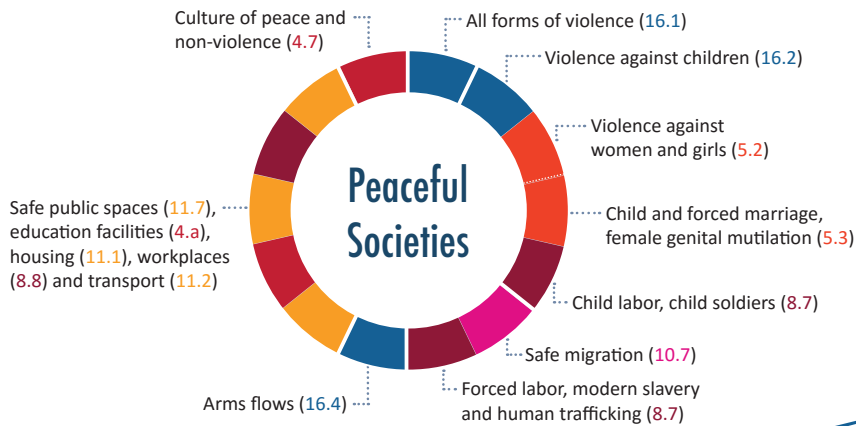 Culture of peace and
non-violence (4.7)
All forms of violence (16.1)
Violence against children (16.2)
Violence against
women and girls (5.2)
Peaceful
Societies
Safe public spaces (11.7),
education facilities (4.a),
housing (11.1), workplaces
(8.8) and transport (11.2)
Child and forced marriage,
female genital mutilation (5.3)
Child labor, child soldiers (8.7)
Safe migration (10.7)
Forced labor, modern slavery
and human trafficking (8.7)
Arms flows (16.4)